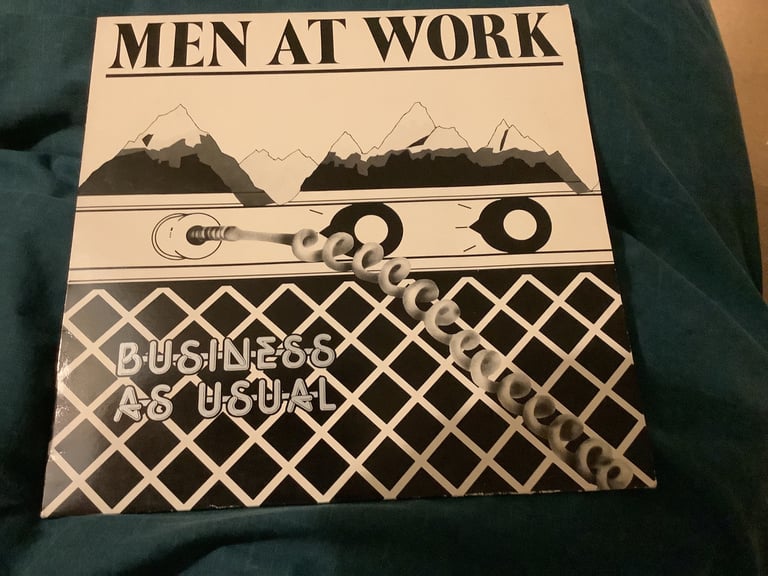 MEN AT WORK
BUSINESS
AS USUAL